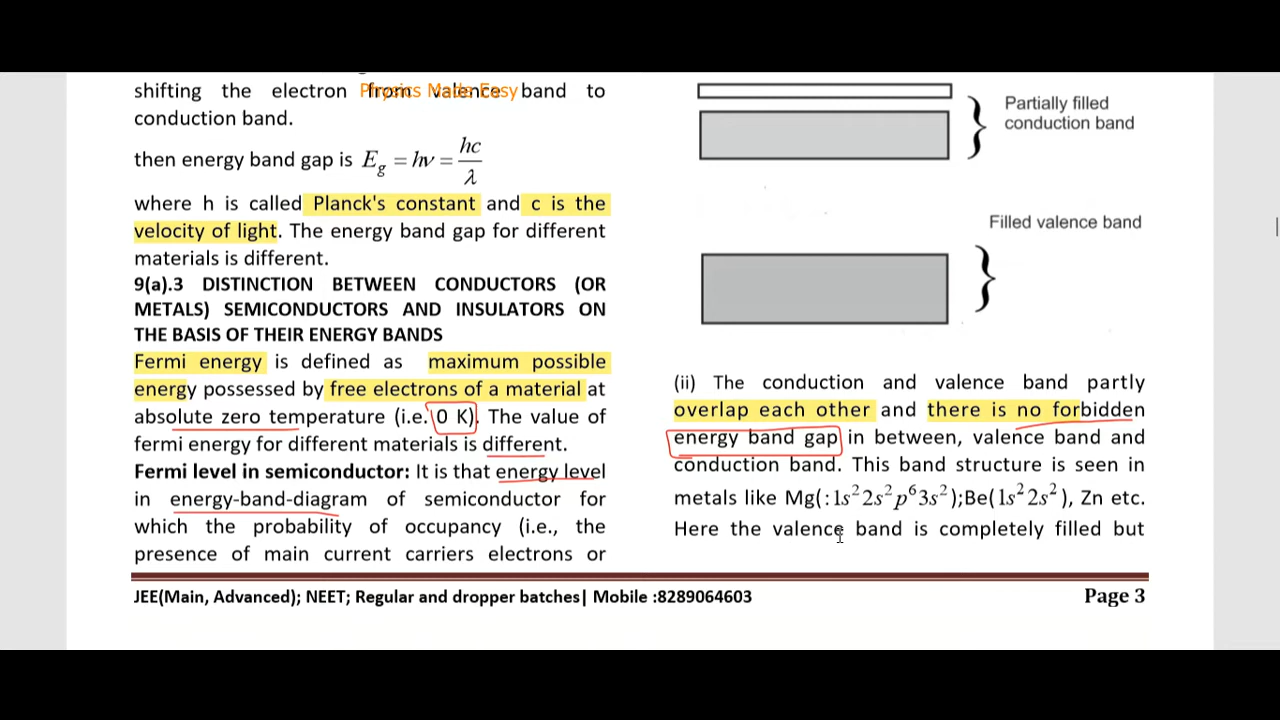 shifting the electron from valence band to
Physics Made Easy
conduction band.
then energy band gap is E_g = hν = hc/λ
where h is called Planck's constant and c is the
velocity of light. The energy band gap for different
materials is different.
9(a).3 DISTINCTION BETWEEN CONDUCTORS (OR
METALS) SEMICONDUCTORS AND INSULATORS ON
THE BASIS OF THEIR ENERGY BANDS
Fermi energy is defined as maximum possible
energy possessed by free electrons of a material at
absolute zero temperature (i.e. 0 K). The value of
fermi energy for different materials is different.
Fermi level in semiconductor: It is that energy level
in energy-band-diagram of semiconductor for
which the probability of occupancy (i.e., the
presence of main current carriers electrons or
Partially filled
conduction band
Filled valence band
(ii) The conduction and valence band partly
overlap each other and there is no forbidden
energy band gap in between, valence band and
conduction band. This band structure is seen in
metals like Mg(:1s²2s²p⁶3s²);Be(1s²2s²), Zn etc.
Here the valence band is completely filled but
JEE(Main, Advanced); NEET; Regular and dropper batches| Mobile :8289064603
Page 3